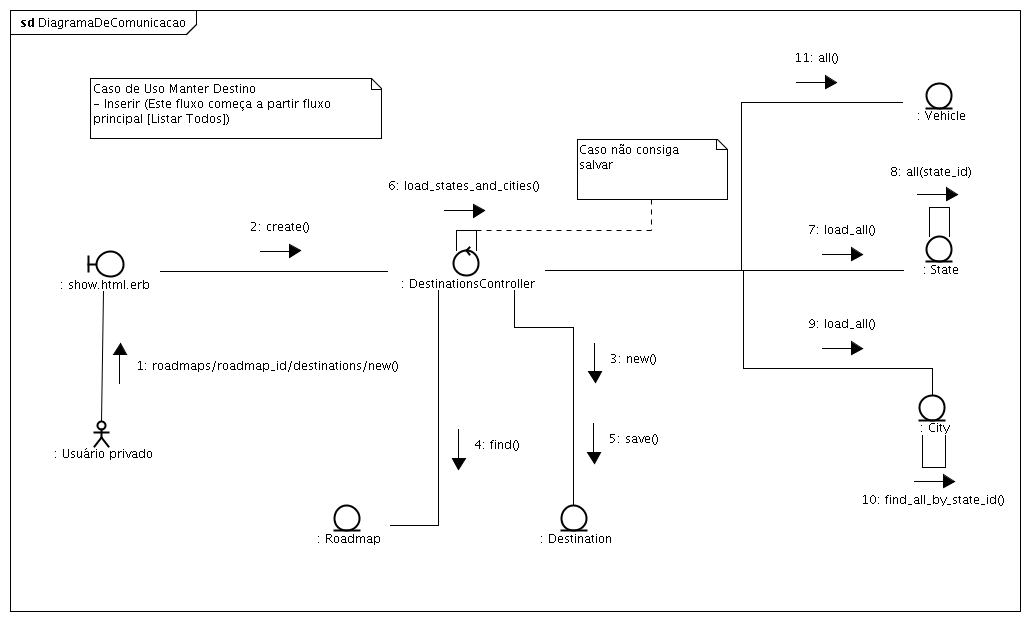 sd DiagramaDeComunicacao
11: all()
Caso de Uso Manter Destino
- Inserir (Este fluxo começa a partir fluxo
principal [Listar Todos])
: Vehicle
Caso não consiga
salvar
8: all(state_id)
6: load_states_and_cities()
2: create()
7: load_all()
: State
: show.html.erb
: DestinationsController
9: load_all()
1: roadmaps/roadmap_id/destinations/new()
3: new()
: City
: Usuário privado
4: find()
5: save()
10: find_all_by_state_id()
: Roadmap
: Destination